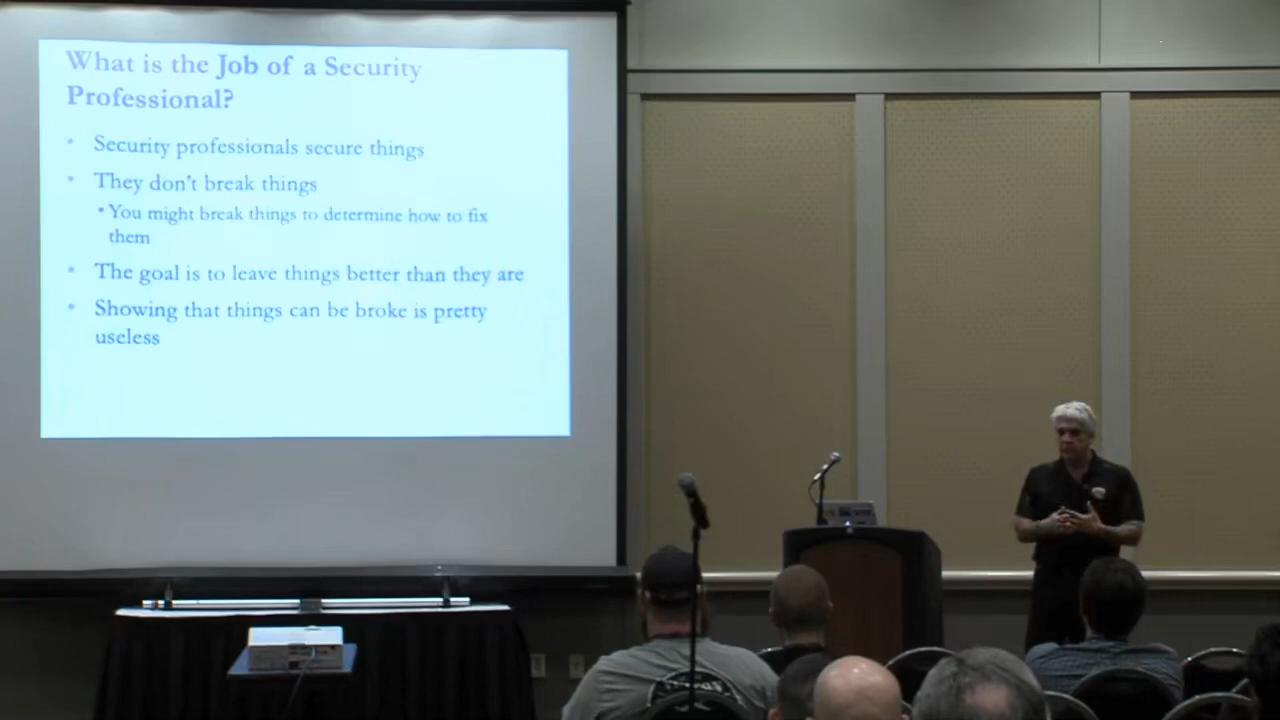 What is the Job of a Security
Professional?
• Security professionals secure things
• They don't break things
• You might break things to determine how to fix
them
• The goal is to leave things better than they are
• Showing that things can be broke is pretty
useless